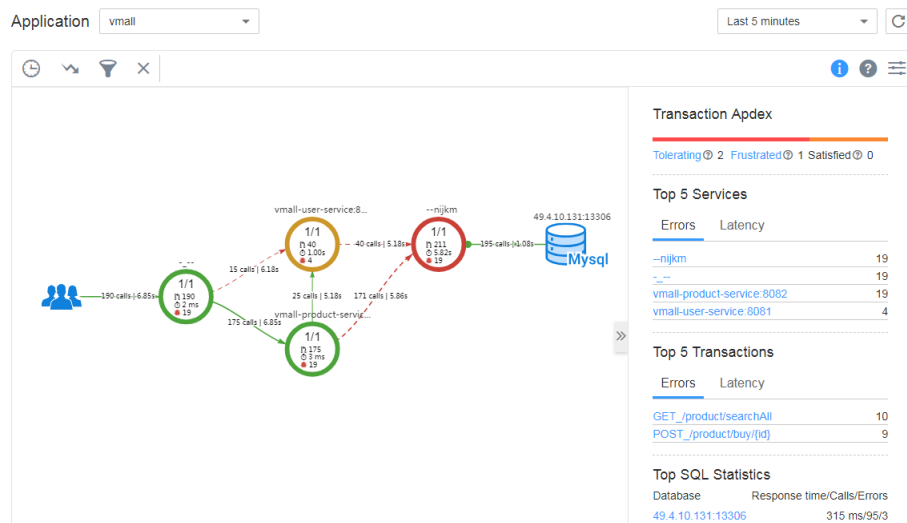 Application vmall Last 5 minutes
Transaction Apdex
Tolerating 2 Frustrated 1 Satisfied 0
Top 5 Services
Errors Latency
--nijkm 19
-_-- 19
vmall-product-service:8082 19
vmall-user-service:8081 4
Top 5 Transactions
Errors Latency
GET_/product/searchAll 10
POST_/product/buy/{id} 9
Top SQL Statistics
Database Response time/Calls/Errors
49.4.10.131:13306 315 ms/95/3
vmall-user-service:8...
1/1
40
1.00s
4
--nijkm
1/1
211
5.82s
19
49.4.10.131:13306
Mysql
40 calls | 5.18s
195 calls | 1.08s
15 calls | 6.18s
1/1
190
2 ms
19
190 calls | 6.85s
25 calls | 5.18s
171 calls | 5.86s
175 calls | 6.85s
vmall-product-servic...
1/1
175
3 ms
19